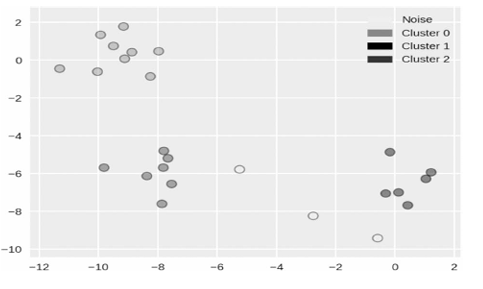 Noise
Cluster 0
Cluster 1
Cluster 2
2
0
−2
−4
−6
−8
−10
−12 −10 −8 −6 −4 −2 0 2